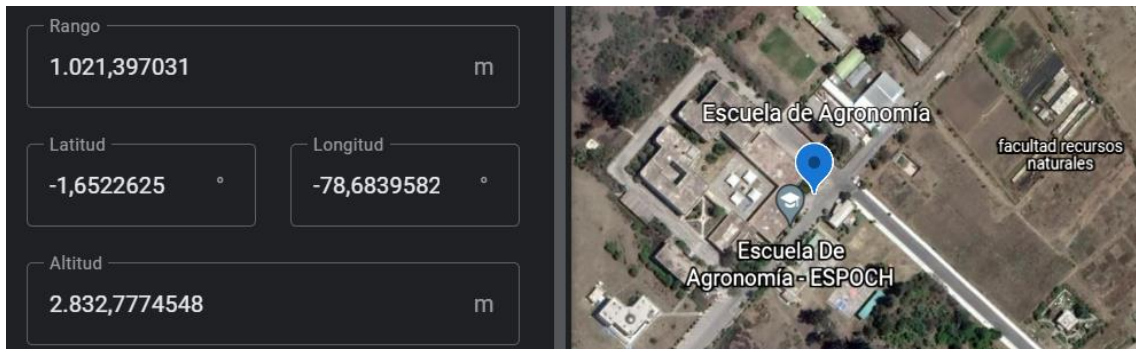 Rango
1.021,397031 m
Latitud
-1,6522625 °
Longitud
-78,6839582 °
Altitud
2.832,7774548 m
Escuela de Agronomía
facultad recursos
naturales
Escuela De
Agronomía - ESPOCH